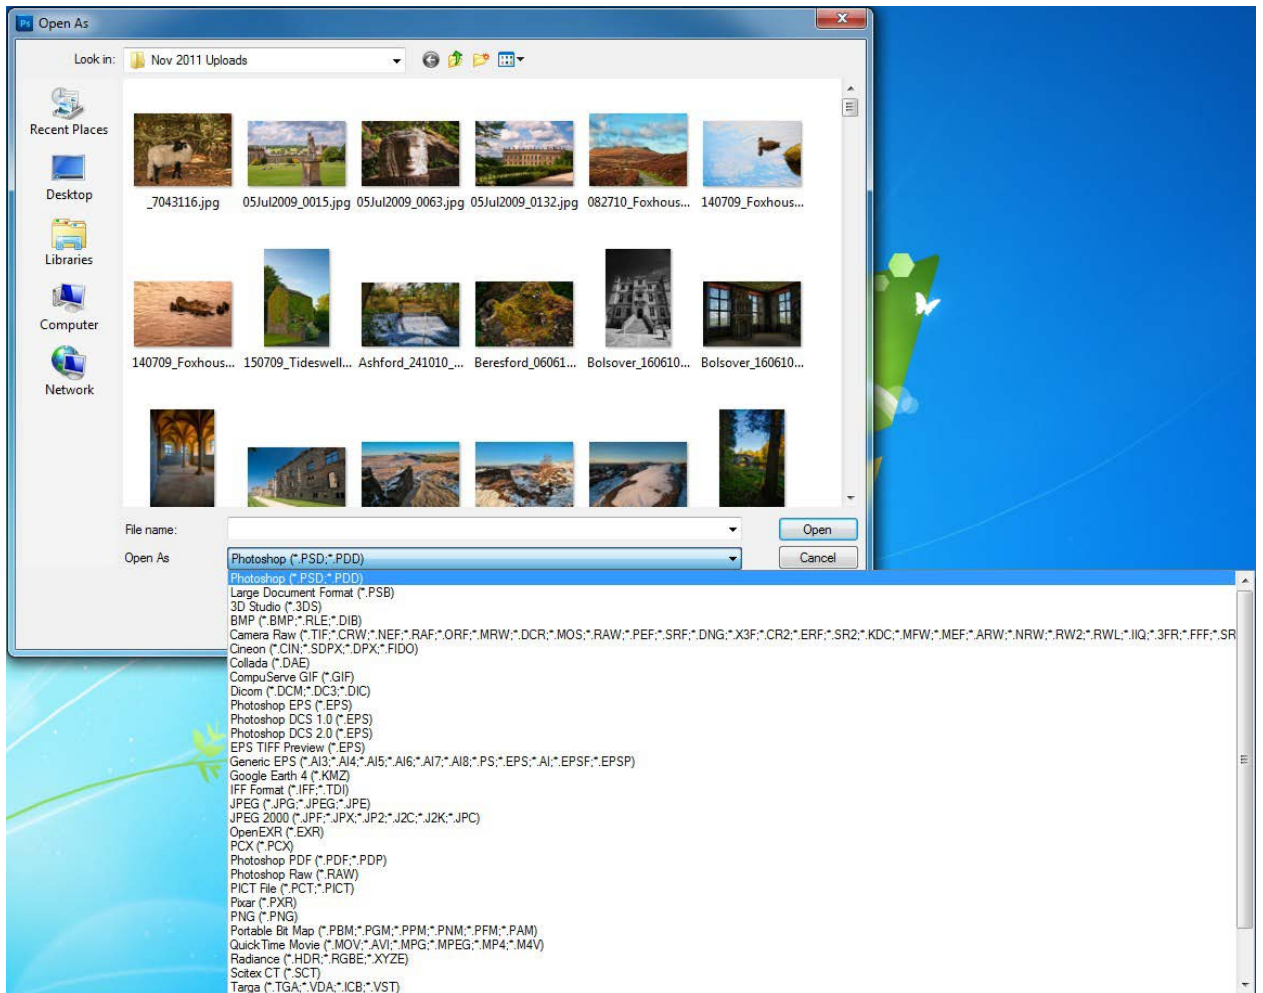 Ps Open As
Look in: Nov 2011 Uploads
Recent Places
Desktop
Libraries
Computer
Network
_7043116.jpg 05Jul2009_0015.jpg 05Jul2009_0063.jpg 05Jul2009_0132.jpg 082710_Foxhous... 140709_Foxhous...
140709_Foxhous... 150709_Tideswell... Ashford_241010_... Beresford_06061... Bolsover_160610... Bolsover_160610...
File name: Open
Open As Photoshop (*.PSD;*.PDD) Cancel
Photoshop (*.PSD;*.PDD)
Large Document Format (*.PSB)
3D Studio (*.3DS)
BMP (*.BMP;*.RLE;*.DIB)
Camera Raw (*.TIF;*.CRW;*.NEF;*.RAF;*.ORF;*.MRW;*.DCR;*.MOS;*.RAW;*.PEF;*.SRF;*.DNG;*.X3F;*.CR2;*.ERF;*.SR2;*.KDC;*.MFW;*.MEF;*.ARW;*.NRW;*.RW2;*.RWL;*.IIQ;*.3FR;*.FFF;*.SR
Cineon (*.CIN;*.SDPX;*.DPX;*.FIDO)
Collada (*.DAE)
CompuServe GIF (*.GIF)
Dicom (*.DCM;*.DC3;*.DIC)
Photoshop EPS (*.EPS)
Photoshop DCS 1.0 (*.EPS)
Photoshop DCS 2.0 (*.EPS)
EPS TIFF Preview (*.EPS)
Generic EPS (*.AI3;*.AI4;*.AI5;*.AI6;*.AI7;*.AI8;*.PS;*.EPS;*.AI;*.EPSF;*.EPSP)
Google Earth 4 (*.KMZ)
IFF Format (*.IFF;*.TDI)
JPEG (*.JPG;*.JPEG;*.JPE)
JPEG 2000 (*.JPF;*.JPX;*.JP2;*.J2C;*.J2K;*.JPC)
OpenEXR (*.EXR)
PCX (*.PCX)
Photoshop PDF (*.PDF;*.PDP)
Photoshop Raw (*.RAW)
PICT File (*.PCT;*.PICT)
Pixar (*.PXR)
PNG (*.PNG)
Portable Bit Map (*.PBM;*.PGM;*.PPM;*.PNM;*.PFM;*.PAM)
QuickTime Movie (*.MOV;*.AVI;*.MPG;*.MPEG;*.MP4;*.M4V)
Radiance (*.HDR;*.RGBE;*.XYZE)
Scitex CT (*.SCT)
Targa (*.TGA;*.VDA;*.ICB;*.VST)